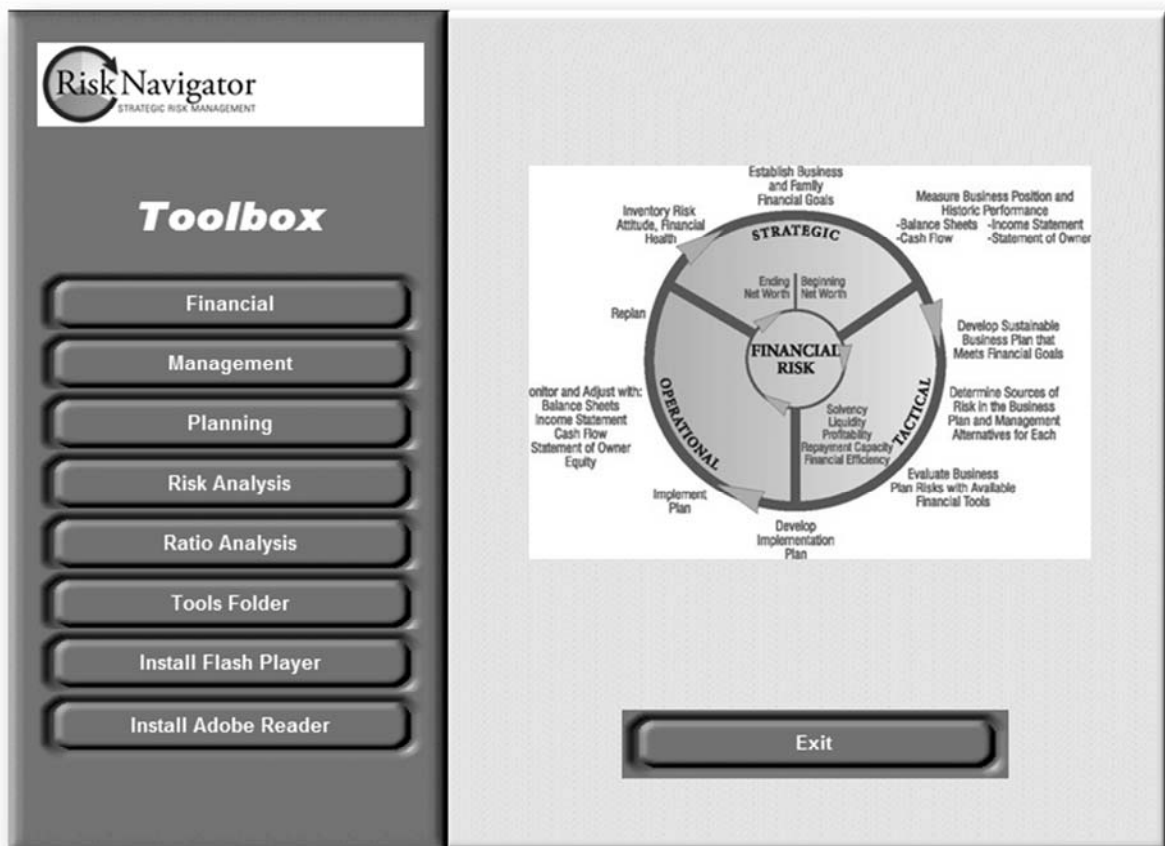 Risk Navigator
STRATEGIC RISK MANAGEMENT
Toolbox
Financial
Management
Planning
Risk Analysis
Ratio Analysis
Tools Folder
Install Flash Player
Install Adobe Reader
Establish Business
and Family
Financial Goals
Measure Business Position and
Historic Performance
-Balance Sheets -Income Statement
-Cash Flow -Statement of Owner
Inventory Risk
Attitude, Financial
Health
STRATEGIC
Ending
Net Worth
Beginning
Net Worth
Replan
FINANCIAL
RISK
Develop Sustainable
Business Plan that
Meets Financial Goals
onitor and Adjust with:
Balance Sheets
Income Statement
Cash Flow
Statement of Owner
Equity
OPERATIONAL
Solvency
Liquidity
Profitability
Repayment Capacity
Financial Efficiency
TACTICAL
Determine Sources of
Risk in the Business
Plan and Management
Alternatives for Each
Evaluate Business
Plan Risks with Available
Financial Tools
Implement
Plan
Develop
Implementation
Plan
Exit